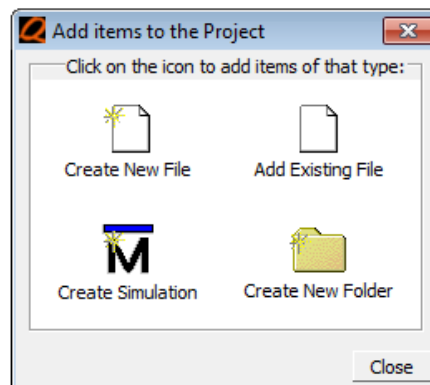 Add items to the Project
Click on the icon to add items of that type:
Create New File
Add Existing File
Create Simulation
Create New Folder
Close